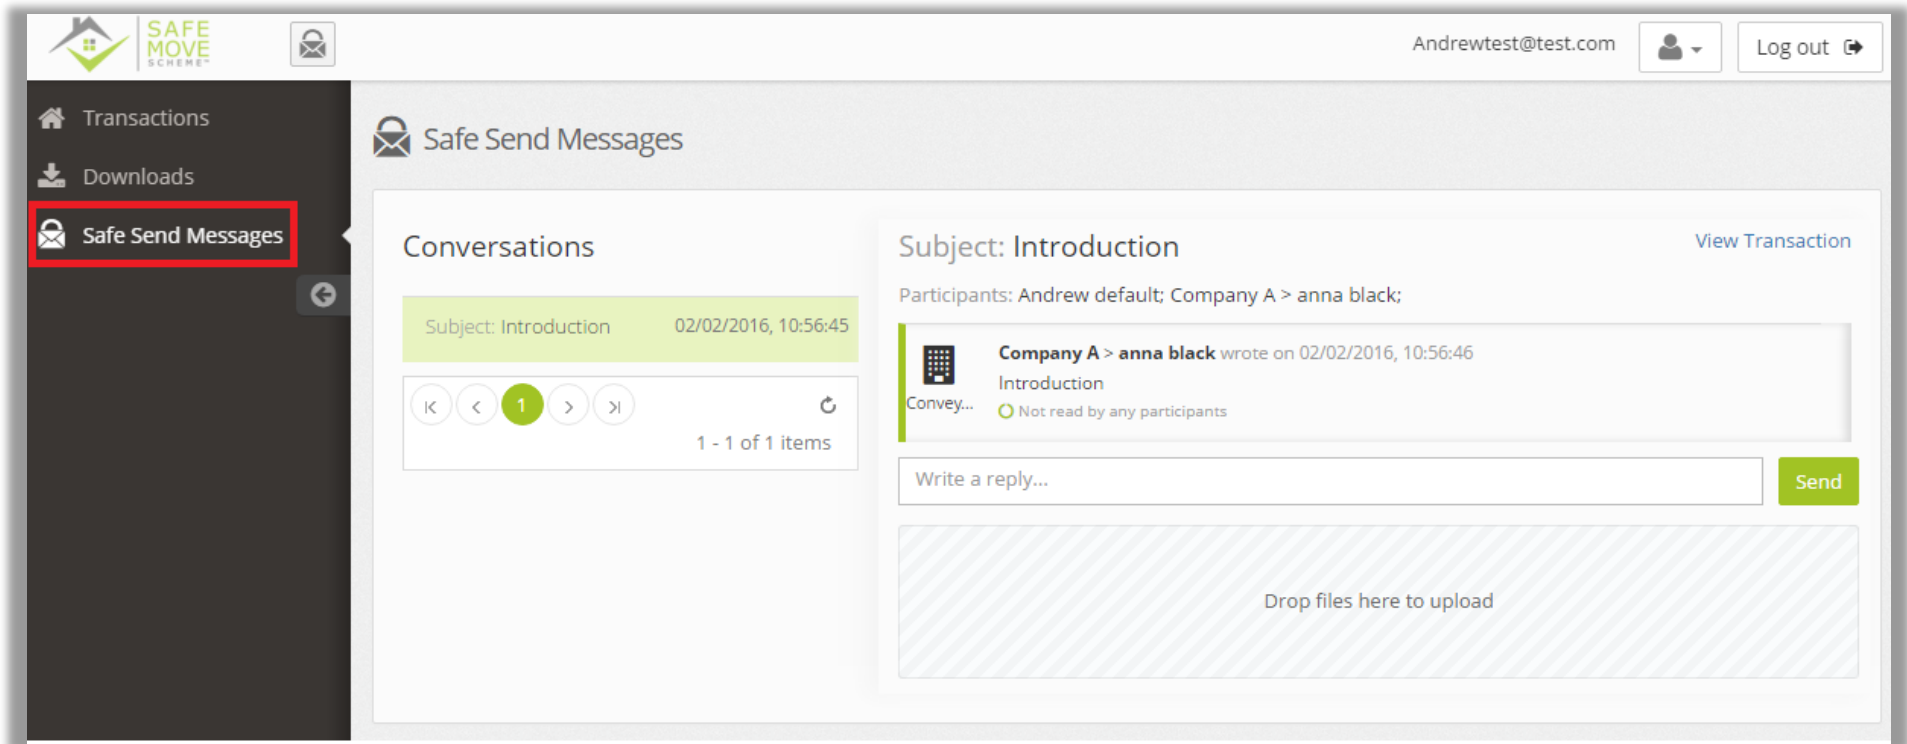 SAFE
MOVE
SCHEME™
Andrewtest@test.com
Log out
Transactions
Downloads
Safe Send Messages
Safe Send Messages
Conversations
Subject: Introduction 02/02/2016, 10:56:45
1
1 - 1 of 1 items
Subject: Introduction
View Transaction
Participants: Andrew default; Company A > anna black;
Company A > anna black wrote on 02/02/2016, 10:56:46
Introduction
Convey...
Not read by any participants
Write a reply...
Send
Drop files here to upload